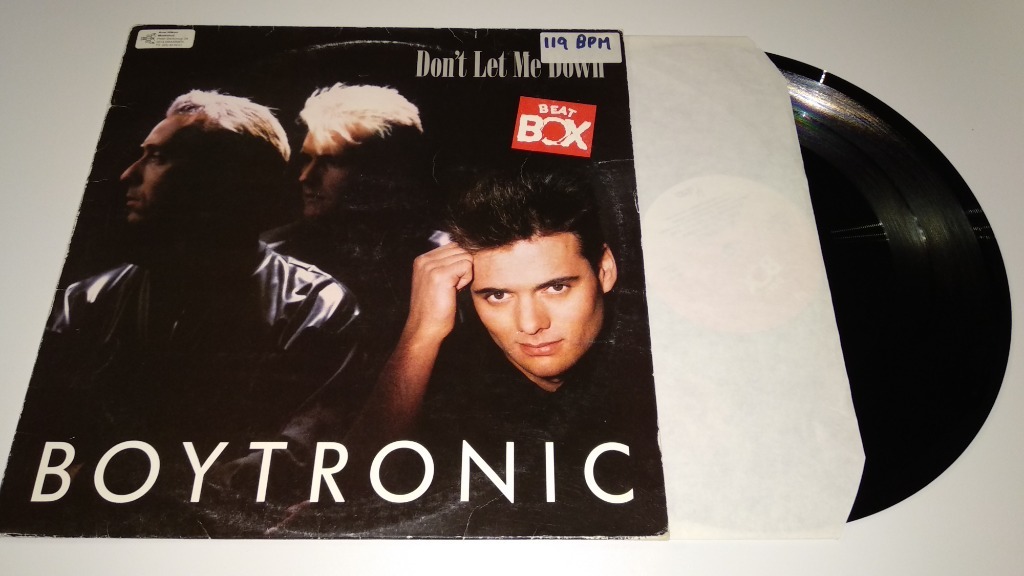 119 BPM
Don't Let Me Down
BEAT
BOX
BOYTRONIC